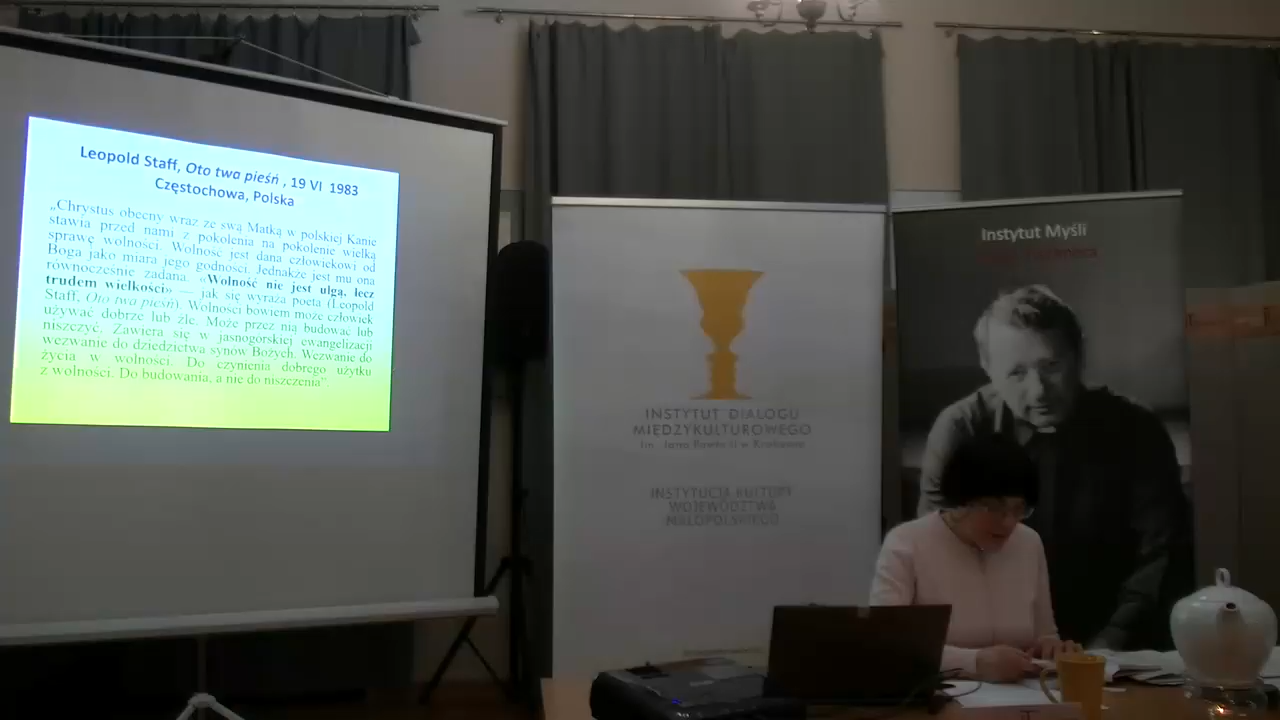 Leopold Staff, Oto twa pieśń , 19 VI 1983
Częstochowa, Polska
„Chrystus obecny wraz ze swą Matką w polskiej Kanie
stawia przed nami z pokolenia na pokolenie wielką
sprawę wolności. Wolność jest dana człowiekowi od
Boga jako miara jego godności. Jednakże jest mu ona
równocześnie zadana. «Wolność nie jest ulgą, lecz
trudem wielkości» — jak się wyraża poeta (Leopold
Staff, Oto twa pieśń). Wolności bowiem może człowiek
używać dobrze lub źle. Może przez nią budować lub
niszczyć. Zawiera się w jasnogórskiej ewangelizacji
wezwanie do dziedzictwa synów Bożych. Wezwanie do
życia w wolności. Do czynienia dobrego użytku
z wolności. Do budowania, a nie do niszczenia”
INSTYTUT DIALOGU
MIĘDZYKULTUROWEGO
im. Jana Pawła II w Krakowie
INSTYTUCJA KULTURY
WOJEWÓDZTWA
MAŁOPOLSKIEGO
Instytut Myśli